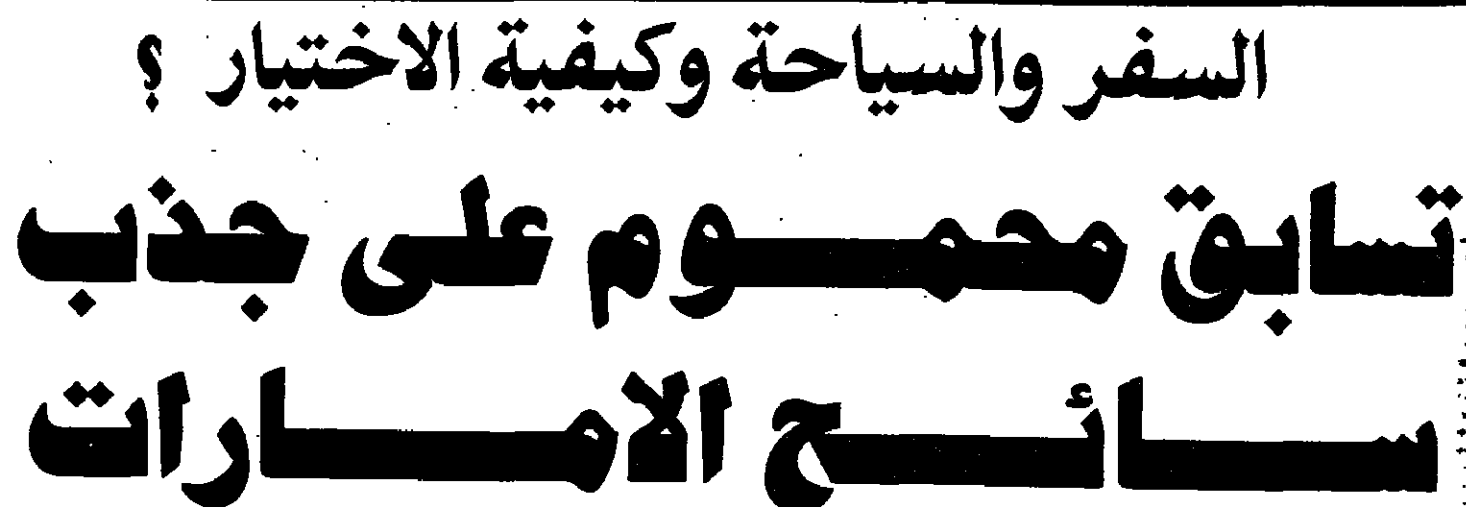 السفر والسياحة وكيفية الاختيار ؟
تسابق محموم على جذب
سائح الامارات